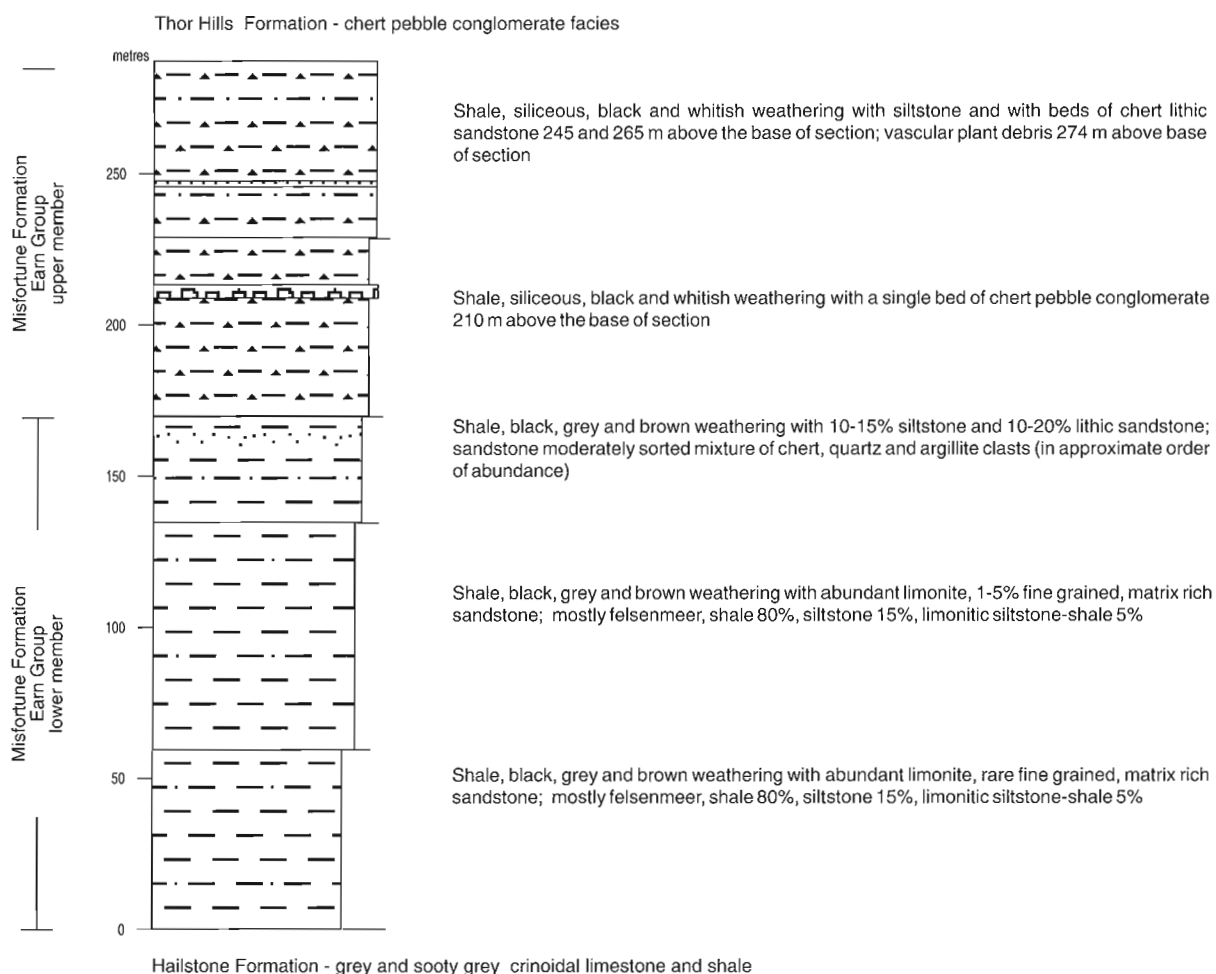 Thor Hills Formation - chert pebble conglomerate facies
metres
Misfortune Formation
Earn Group
upper member
Shale, siliceous, black and whitish weathering with siltstone and with beds of chert lithic
sandstone 245 and 265 m above the base of section; vascular plant debris 274 m above base
of section
250
Shale, siliceous, black and whitish weathering with a single bed of chert pebble conglomerate
210 m above the base of section
200
Shale, black, grey and brown weathering with 10-15% siltstone and 10-20% lithic sandstone;
sandstone moderately sorted mixture of chert, quartz and argillite clasts (in approximate order
of abundance)
150
Misfortune Formation
Earn Group
lower member
Shale, black, grey and brown weathering with abundant limonite, 1-5% fine grained, matrix rich
sandstone; mostly felsenmeer, shale 80%, siltstone 15%, limonitic siltstone-shale 5%
100
Shale, black, grey and brown weathering with abundant limonite, rare fine grained, matrix rich
sandstone; mostly felsenmeer, shale 80%, siltstone 15%, limonitic siltstone-shale 5%
50
0
Hailstone Formation - grey and sooty grey crinoidal limestone and shale